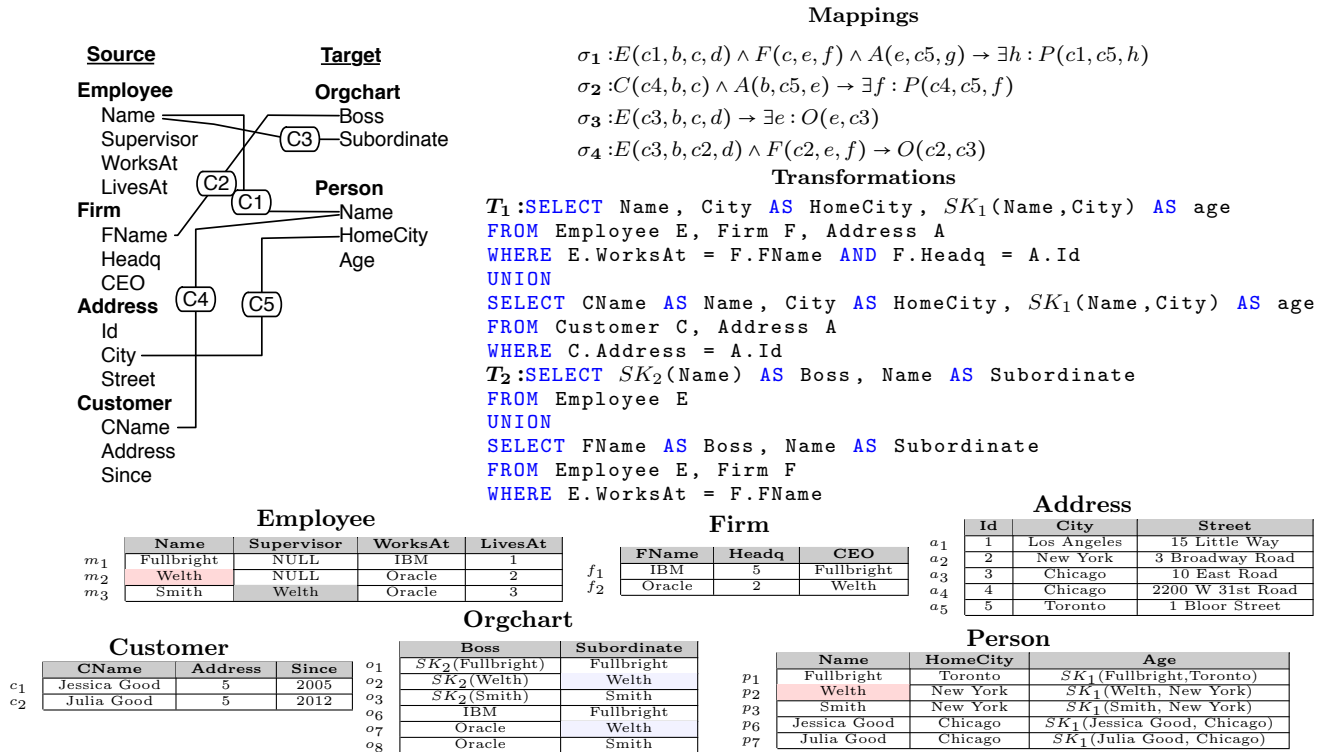 Mappings
Source Target
σ1 :E(c1, b, c, d) ∧ F(c, e, f) ∧ A(e, c5, g) → ∃h : P(c1, c5, h)
σ2 :C(c4, b, c) ∧ A(b, c5, e) → ∃f : P(c4, c5, f)
σ3 :E(c3, b, c, d) → ∃e : O(e, c3)
σ4 :E(c3, b, c2, d) ∧ F(c2, e, f) → O(c2, c3)
Employee
Name
Supervisor
WorksAt
LivesAt
Firm
FName
Headq
CEO
Address
Id
City
Street
Customer
CName
Address
Since
Orgchart
Boss
Subordinate
Person
Name
HomeCity
Age
C3
C2
C1
C4
C5
Transformations
T1 :SELECT Name, City AS HomeCity, SK1(Name,City) AS age
FROM Employee E, Firm F, Address A
WHERE E.WorksAt = F.FName AND F.Headq = A.Id
UNION
SELECT CName AS Name, City AS HomeCity, SK1(Name,City) AS age
FROM Customer C, Address A
WHERE C.Address = A.Id
T2 :SELECT SK2(Name) AS Boss, Name AS Subordinate
FROM Employee E
UNION
SELECT FName AS Boss, Name AS Subordinate
FROM Employee E, Firm F
WHERE E.WorksAt = F.FName
Employee
Name Supervisor WorksAt LivesAt
m1 Fullbright NULL IBM 1
m2 Welth NULL Oracle 2
m3 Smith Welth Oracle 3
Firm
FName Headq CEO
f1 IBM 5 Fullbright
f2 Oracle 2 Welth
Address
Id City Street
a1 1 Los Angeles 15 Little Way
a2 2 New York 3 Broadway Road
a3 3 Chicago 10 East Road
a4 4 Chicago 2200 W 31st Road
a5 5 Toronto 1 Bloor Street
Customer
CName Address Since
c1 Jessica Good 5 2005
c2 Julia Good 5 2012
Orgchart
Boss Subordinate
o1 SK2(Fullbright) Fullbright
o2 SK2(Welth) Welth
o3 SK2(Smith) Smith
o6 IBM Fullbright
o7 Oracle Welth
o8 Oracle Smith
Person
Name HomeCity Age
p1 Fullbright Toronto SK1(Fullbright,Toronto)
p2 Welth New York SK1(Welth, New York)
p3 Smith New York SK1(Smith, New York)
p6 Jessica Good Chicago SK1(Jessica Good, Chicago)
p7 Julia Good Chicago SK1(Julia Good, Chicago)